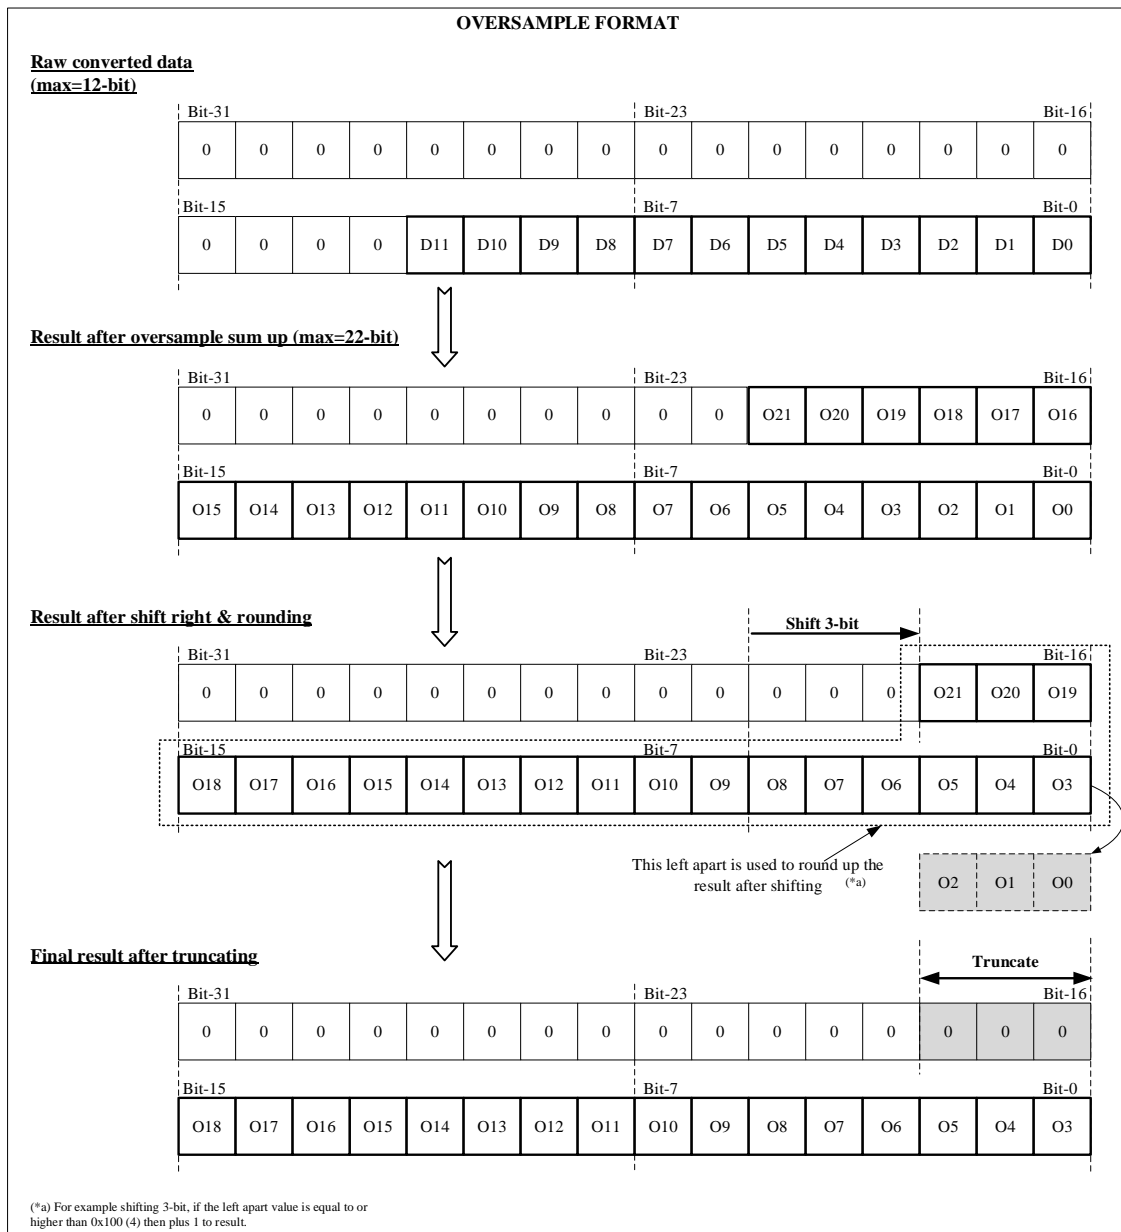 OVERSAMPLE FORMAT
Raw converted data
(max=12-bit)
Bit-31 Bit-23 Bit-16
0 0 0 0 0 0 0 0 0 0 0 0 0 0 0 0
Bit-15 Bit-7 Bit-0
0 0 0 0 D11 D10 D9 D8 D7 D6 D5 D4 D3 D2 D1 D0
Result after oversample sum up (max=22-bit)
Bit-31 Bit-23 Bit-16
0 0 0 0 0 0 0 0 0 0 O21 O20 O19 O18 O17 O16
Bit-15 Bit-7 Bit-0
O15 O14 O13 O12 O11 O10 O9 O8 O7 O6 O5 O4 O3 O2 O1 O0
Result after shift right & rounding
Shift 3-bit
Bit-31 Bit-23 Bit-16
0 0 0 0 0 0 0 0 0 0 0 0 0 O21 O20 O19
Bit-15 Bit-7 Bit-0
O18 O17 O16 O15 O14 O13 O12 O11 O10 O9 O8 O7 O6 O5 O4 O3
This left apart is used to round up the
result after shifting (*a)
O2 O1 O0
Final result after truncating
Truncate
Bit-31 Bit-23 Bit-16
0 0 0 0 0 0 0 0 0 0 0 0 0 0 0 0
Bit-15 Bit-7 Bit-0
O18 O17 O16 O15 O14 O13 O12 O11 O10 O9 O8 O7 O6 O5 O4 O3
(*a) For example shifting 3-bit, if the left apart value is equal to or
higher than 0x100 (4) then plus 1 to result.